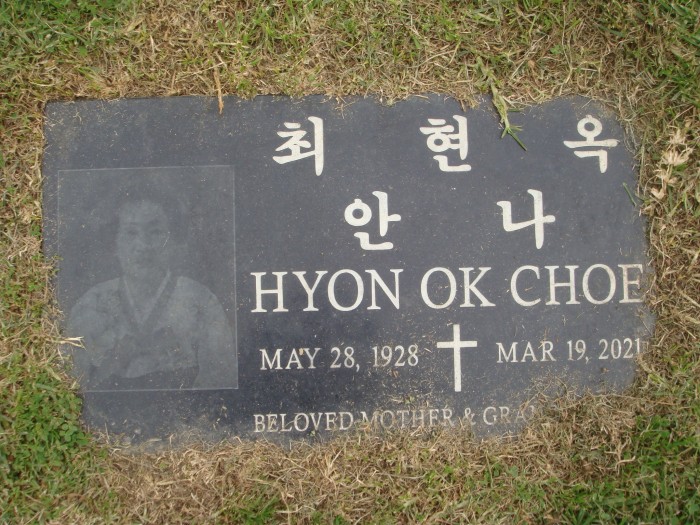 최현옥
안나
HYON OK CHOE
MAY 28, 1928 MAR 19, 2021
BELOVED MOTHER &